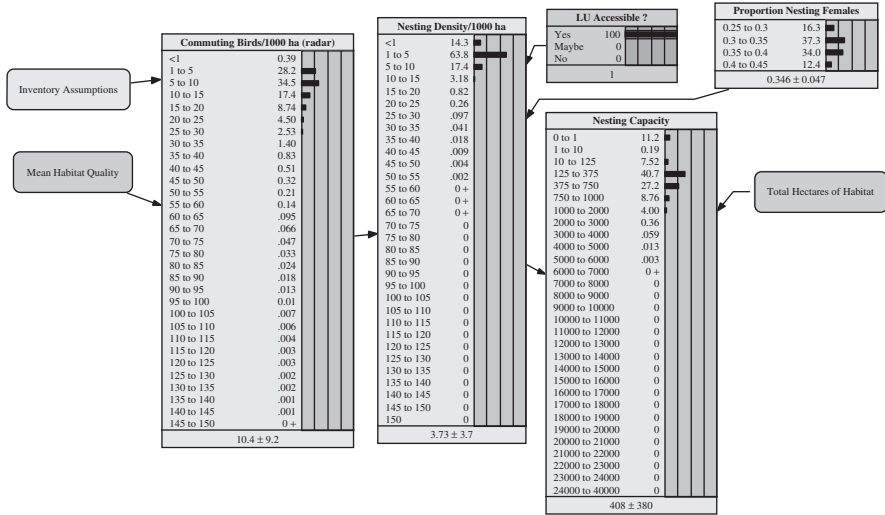 Inventory Assumptions
Mean Habitat Quality
Commuting Birds/1000 ha (radar)
<1 0.39
1 to 5 28.2
5 to 10 34.5
10 to 15 17.4
15 to 20 8.74
20 to 25 4.50
25 to 30 2.53
30 to 35 1.40
35 to 40 0.83
40 to 45 0.51
45 to 50 0.32
50 to 55 0.21
55 to 60 0.14
60 to 65 .095
65 to 70 .066
70 to 75 .047
75 to 80 .033
80 to 85 .024
85 to 90 .018
90 to 95 .013
95 to 100 0.01
100 to 105 .007
105 to 110 .006
110 to 115 .004
115 to 120 .003
120 to 125 .003
125 to 130 .002
130 to 135 .002
135 to 140 .001
140 to 145 .001
145 to 150 0 +
10.4 ± 9.2
Nesting Density/1000 ha
<1 14.3
1 to 5 63.8
5 to 10 17.4
10 to 15 3.18
15 to 20 0.82
20 to 25 0.26
25 to 30 .097
30 to 35 .041
35 to 40 .018
40 to 45 .009
45 to 50 .004
50 to 55 .002
55 to 60 0 +
60 to 65 0 +
65 to 70 0 +
70 to 75 0
75 to 80 0
80 to 85 0
85 to 90 0
90 to 95 0
95 to 100 0
100 to 105 0
105 to 110 0
110 to 115 0
115 to 120 0
120 to 125 0
125 to 130 0
130 to 135 0
135 to 140 0
140 to 145 0
145 to 150 0
150 0
3.73 ± 3.7
LU Accessible ?
Yes 100
Maybe 0
No 0
1
Proportion Nesting Females
0.25 to 0.3 16.3
0.3 to 0.35 37.3
0.35 to 0.4 34.0
0.4 to 0.45 12.4
0.346 ± 0.047
Nesting Capacity
0 to 1 11.2
1 to 10 0.19
10 to 125 7.52
125 to 375 40.7
375 to 750 27.2
750 to 1000 8.76
1000 to 2000 4.00
2000 to 3000 0.36
3000 to 4000 .059
4000 to 5000 .013
5000 to 6000 .003
6000 to 7000 0 +
7000 to 8000 0
8000 to 9000 0
9000 to 10000 0
10000 to 11000 0
11000 to 12000 0
12000 to 13000 0
13000 to 14000 0
14000 to 15000 0
15000 to 16000 0
16000 to 17000 0
17000 to 18000 0
18000 to 19000 0
19000 to 20000 0
20000 to 21000 0
21000 to 22000 0
22000 to 23000 0
23000 to 24000 0
24000 to 40000 0
408 ± 380
Total Hectares of Habitat